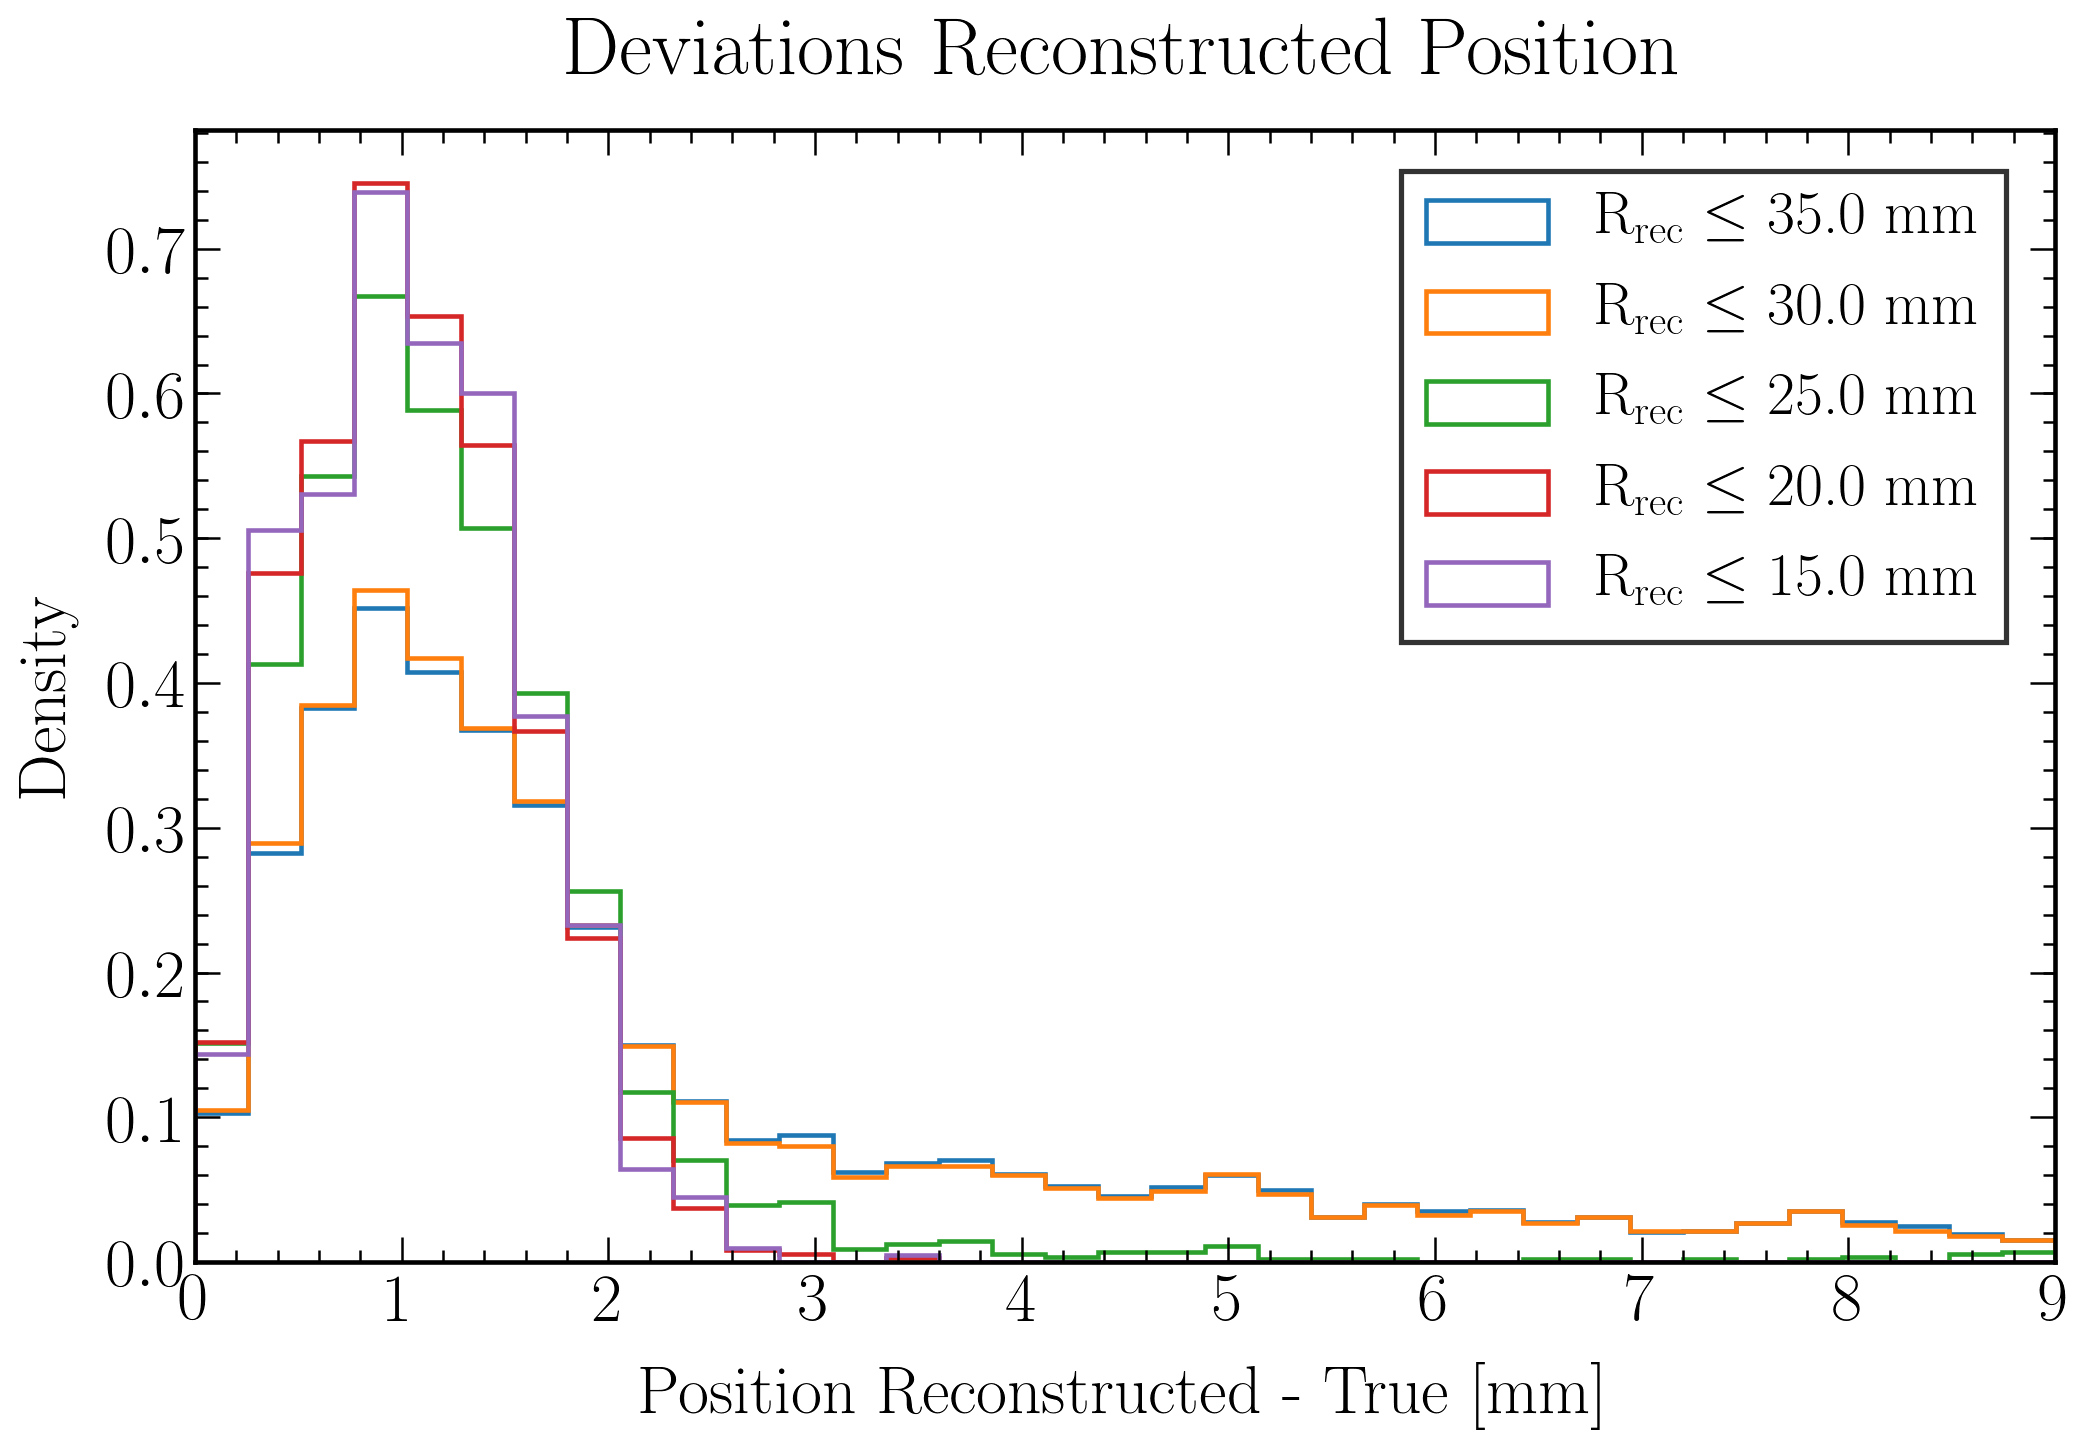 Deviations Reconstructed Position
R_rec ≤ 35.0 mm
R_rec ≤ 30.0 mm
R_rec ≤ 25.0 mm
R_rec ≤ 20.0 mm
R_rec ≤ 15.0 mm
Density
0.7
0.6
0.5
0.4
0.3
0.2
0.1
0.0
0 1 2 3 4 5 6 7 8 9
Position Reconstructed - True [mm]